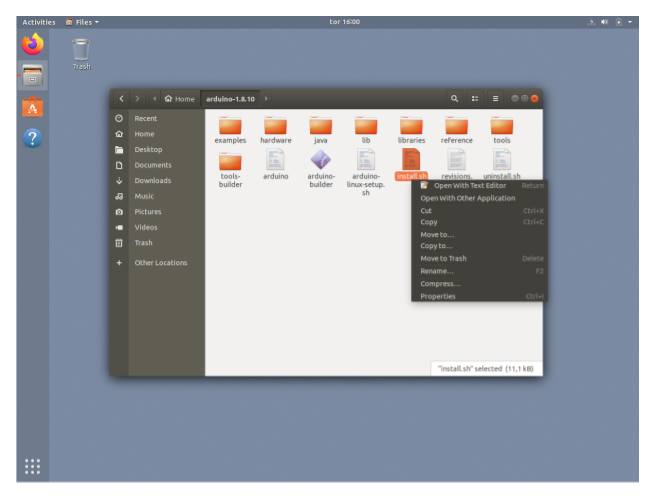 Activities
Files
tor 16:00
Trash
Home
arduino-1.8.10
Recent
Home
Desktop
Documents
Downloads
Music
Pictures
Videos
Trash
+ Other Locations
examples
hardware
java
lib
libraries
reference
tools
tools-
builder
arduino
arduino-
builder
arduino-
linux-setup.
sh
install.sh
revisions.
uninstall.sh
Open With Text Editor Return
Open With Other Application
Cut Ctrl+X
Copy Ctrl+C
Move to…
Copy to…
Move to Trash Delete
Rename… F2
Compress…
Properties Ctrl+I
"install.sh" selected (11,1 kB)